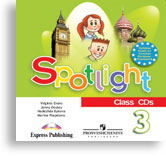 Spotlight
Virginia Evans
Jenny Dooley
Nadezhda Bykova
Marina Pospelova
Class CDs
3
Express Publishing
ПРОСВЕЩЕНИЕ